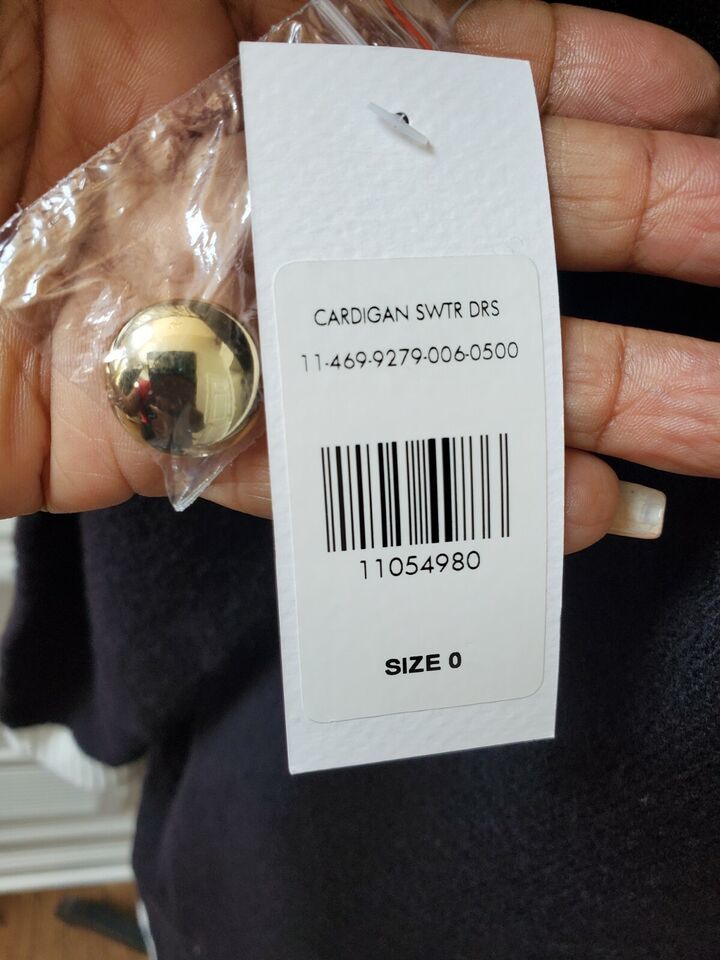 CARDIGAN SWTR DRS
11-469-9279-006-0500
11054980
SIZE 0